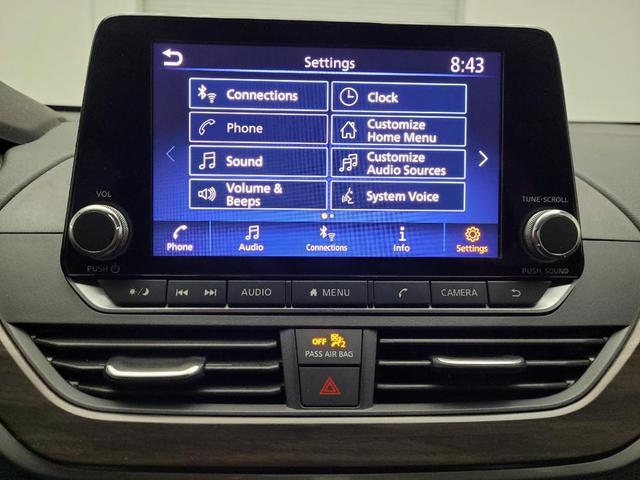 Settings
8:43
Connections
Clock
Phone
Customize
Home Menu
Sound
Customize
Audio Sources
Volume &
Beeps
System Voice
Phone
Audio
Connections
Info
Settings
VOL
PUSH
TUNE·SCROLL
PUSH SOUND
AUDIO
MENU
CAMERA
OFF
2
PASS AIR BAG